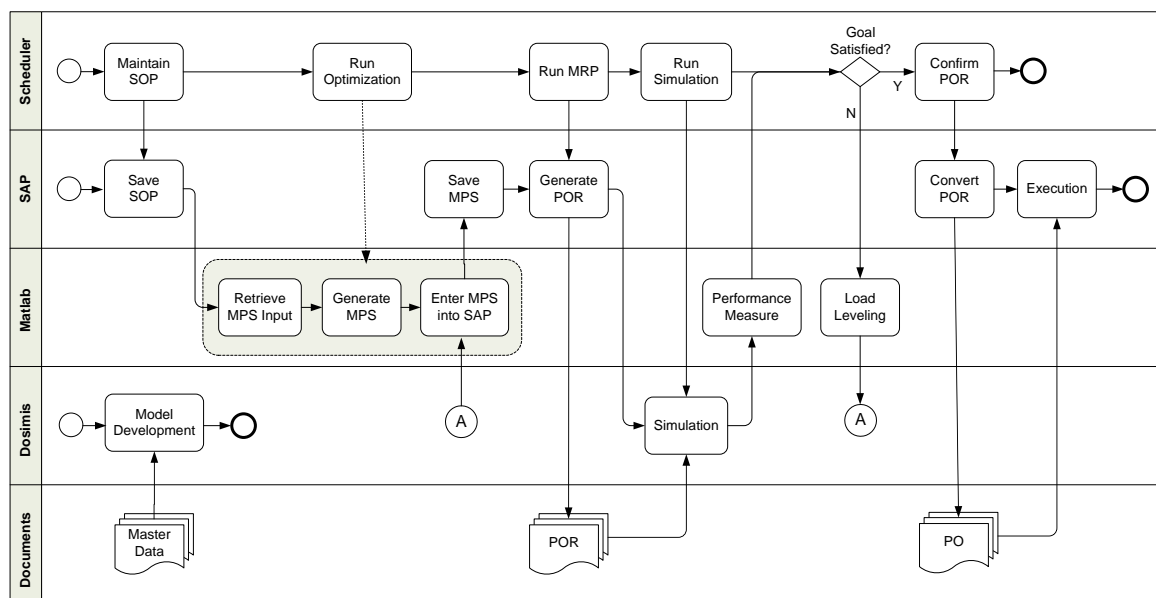 Scheduler
Maintain
SOP
Run
Optimization
Run MRP
Run
Simulation
Goal
Satisfied?
Y
N
Confirm
POR
SAP
Save
SOP
Save
MPS
Generate
POR
Convert
POR
Execution
Matlab
Retrieve
MPS Input
Generate
MPS
Enter MPS
into SAP
Performance
Measure
Load
Leveling
Dosimis
Model
Development
A
Simulation
A
Documents
Master
Data
POR
PO